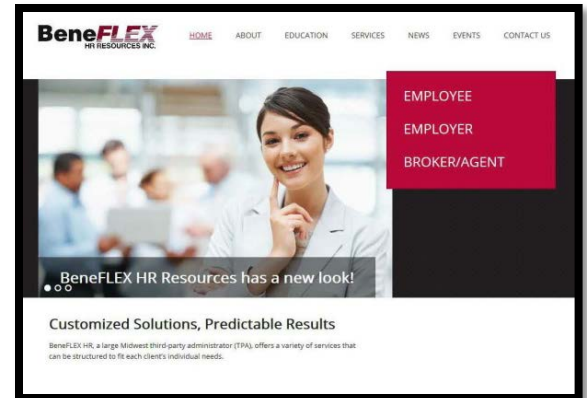 BeneFLEX
HR RESOURCES INC.
HOME ABOUT EDUCATION SERVICES NEWS EVENTS CONTACT US
EMPLOYEE
EMPLOYER
BROKER/AGENT
BeneFLEX HR Resources has a new look!
Customized Solutions, Predictable Results
BeneFLEX HR, a large Midwest third-party administrator (TPA), offers a variety of services that
can be structured to fit each client's individual needs.